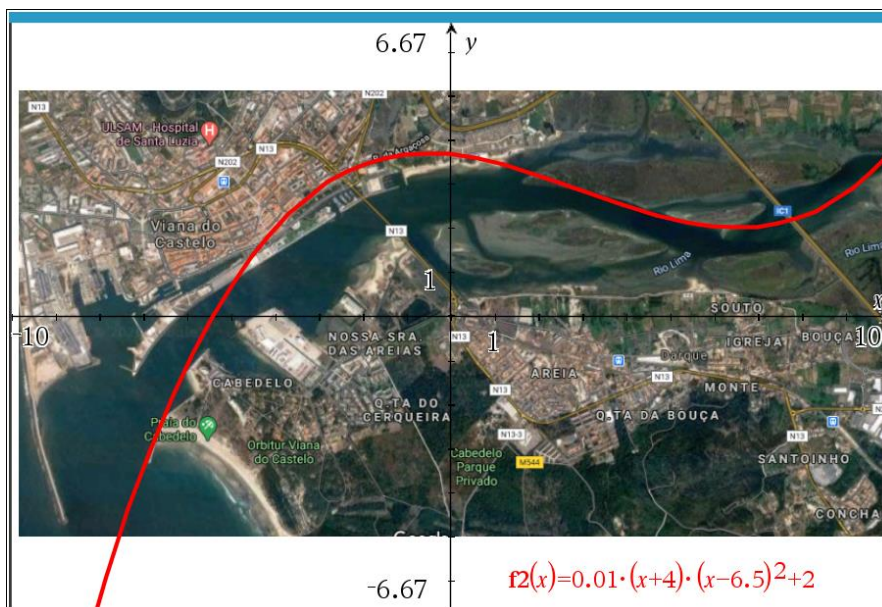 6.67 y
N202
N13
ULSAM - Hospital
de Santa Luzia
N13
R. da Argaçosa
N202
Viana do
Castelo
IC1
N13
Rio Lima
Rio Lima
1
x
SOUTO
-10
1
10
NOSSA SRA.
DAS AREIAS
N13
IGREJA
BOUÇA
Parque
CABEDELO
AREIA
N13
MONTE
N13
Q.TA DO
CERQUEIRA
Q.TA DA BOUÇA
Praia do
Cabedelo
N13
N13-3
Orbitur Viana
do Castelo
Cabedelo
Parque
Privado
M544
SANTOINHO
CONCHA
-6.67
f2(x)=0.01·(x+4)·(x-6.5)²+2